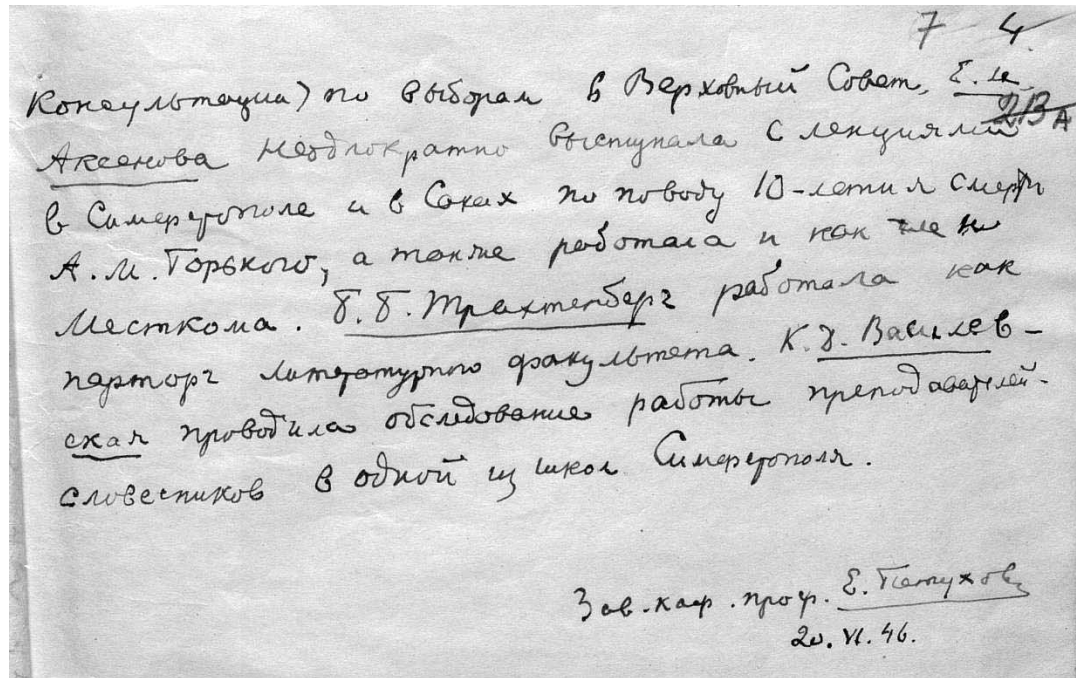 7 4
консультации) по выборам в Верховный Совет. Е.
Аксенова неоднократно выступала с лекциями
в Симферополе и в Саках по поводу 10-летия смерти
А. М. Горького, а также работала и как член
Месткома. Б. Б. Трахтенберг работала как
парторг литературного факультета. К. Д. Василев-
ская проводила обследование работы преподавателей-
словесников в одной из школ Симферополя.
Зав. каф. проф. Е. Петухов
20. VI. 46.